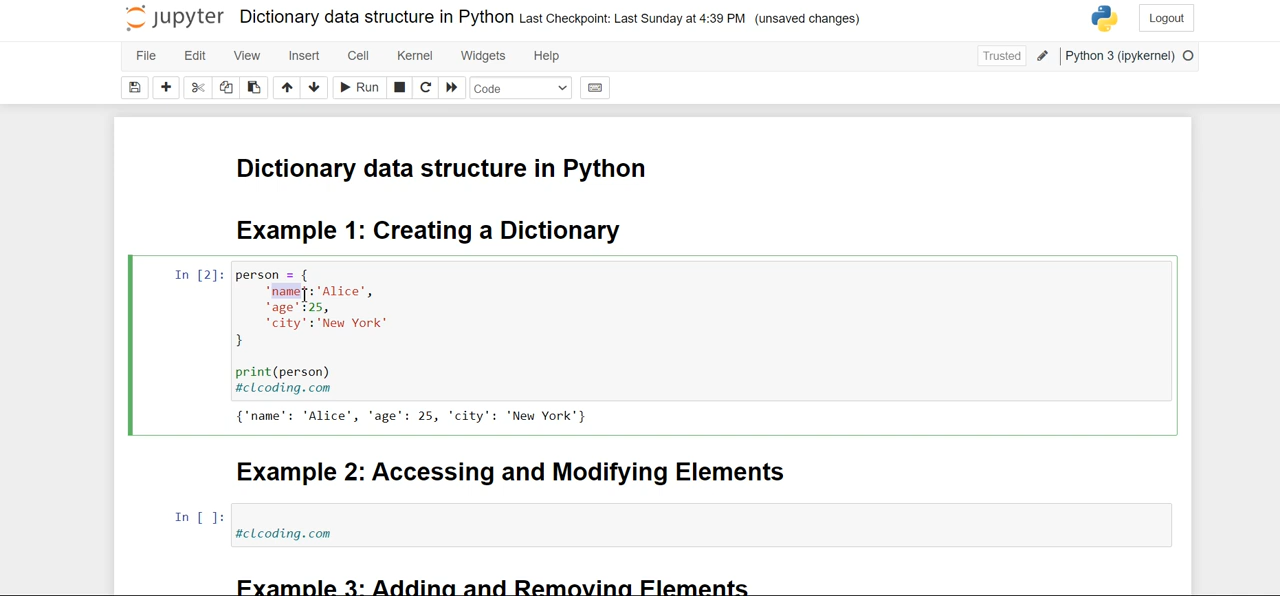 jupyter Dictionary data structure in Python Last Checkpoint: Last Sunday at 4:39 PM (unsaved changes) Logout
File Edit View Insert Cell Kernel Widgets Help Trusted Python 3 (ipykernel)
Run Code
Dictionary data structure in Python
Example 1: Creating a Dictionary
In [2]: person = {
'name':'Alice',
'age':25,
'city':'New York'
}
print(person)
#clcoding.com
{'name': 'Alice', 'age': 25, 'city': 'New York'}
Example 2: Accessing and Modifying Elements
In [ ]:
#clcoding.com
Example 3: Adding and Removing Elements